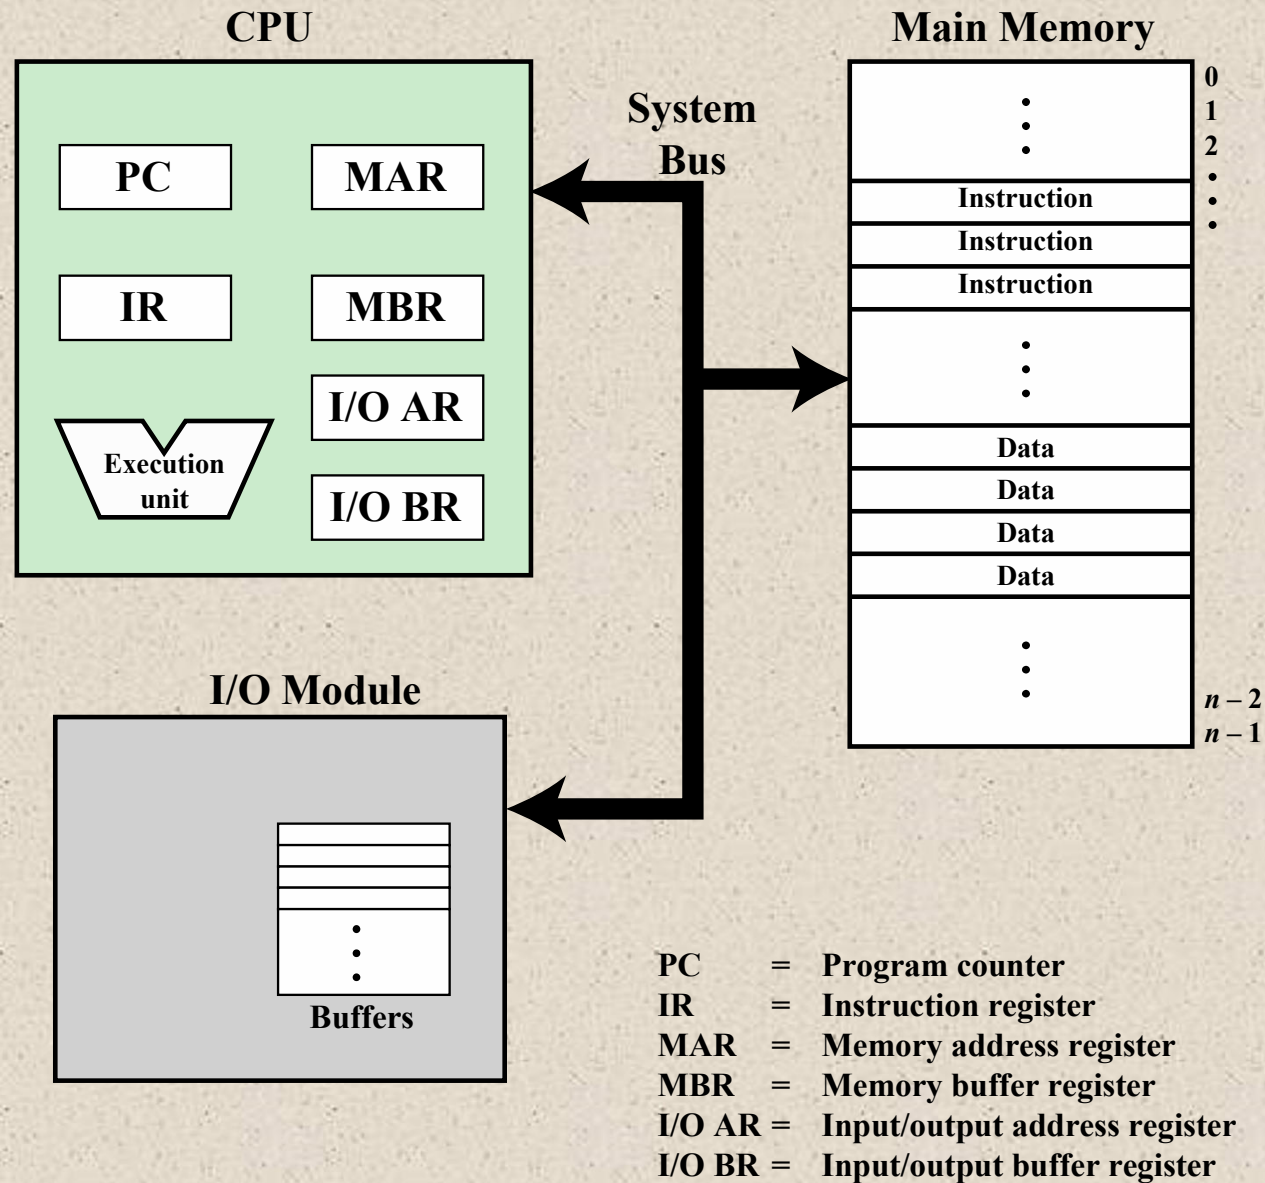 CPU
PC
MAR
IR
MBR
I/O AR
I/O BR
Execution
unit
System
Bus
Main Memory
0
1
2
Instruction
Instruction
Instruction
Data
Data
Data
Data
n – 2
n – 1
I/O Module
Buffers
PC = Program counter
IR = Instruction register
MAR = Memory address register
MBR = Memory buffer register
I/O AR = Input/output address register
I/O BR = Input/output buffer register